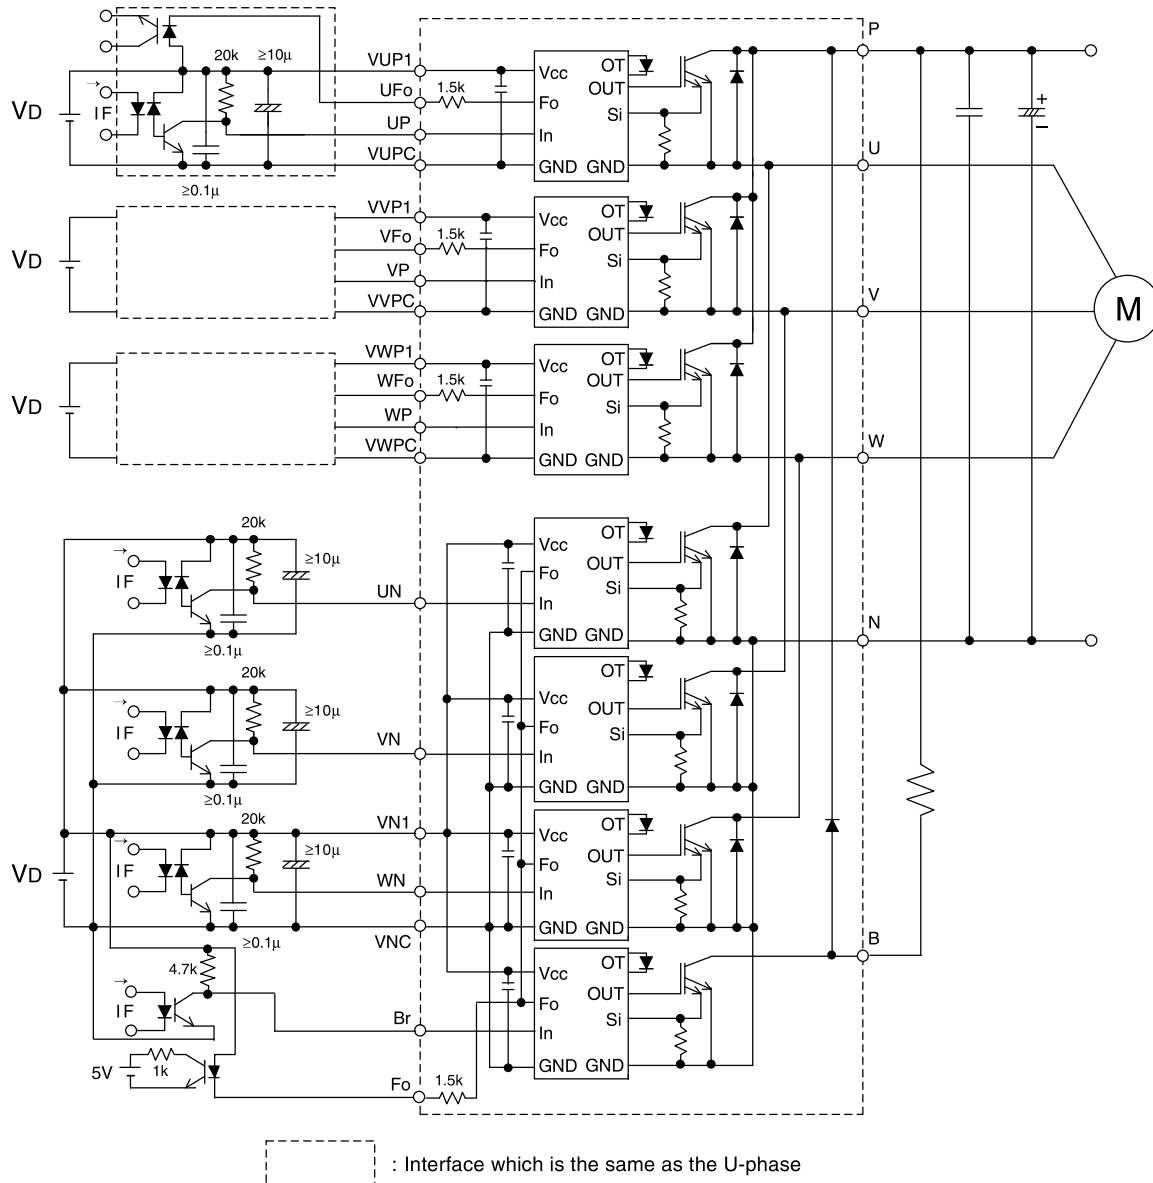 P
20k
≥10µ
VUP1
Vcc
OT
VD
→
IF
UFo
1.5k
Fo
OUT
+
−
UP
In
Si
VUPC
GND GND
U
≥0.1µ
VVP1
Vcc
OT
VD
VFo
1.5k
Fo
OUT
VP
In
Si
VVPC
GND GND
V
M
VWP1
Vcc
OT
VD
WFo
1.5k
Fo
OUT
WP
In
Si
VWPC
GND GND
W
20k
OT
→
IF
≥10µ
Vcc
OUT
Fo
Si
UN
In
GND GND
N
≥0.1µ
20k
OT
→
IF
≥10µ
Vcc
OUT
Fo
Si
VN
In
GND GND
≥0.1µ
20k
VN1
Vcc
OT
→
IF
≥10µ
VD
Fo
OUT
WN
In
Si
VNC
GND GND
≥0.1µ
B
4.7k
OT
Vcc
→
IF
Fo
OUT
Br
In
Si
GND GND
5V
1k
Fo
1.5k
: Interface which is the same as the U-phase